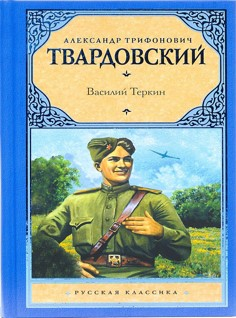 АЛЕКСАНДР ТРИФОНОВИЧ
ТВАРДОВСКИЙ
Василий Теркин
РУССКАЯ КЛАССИКА